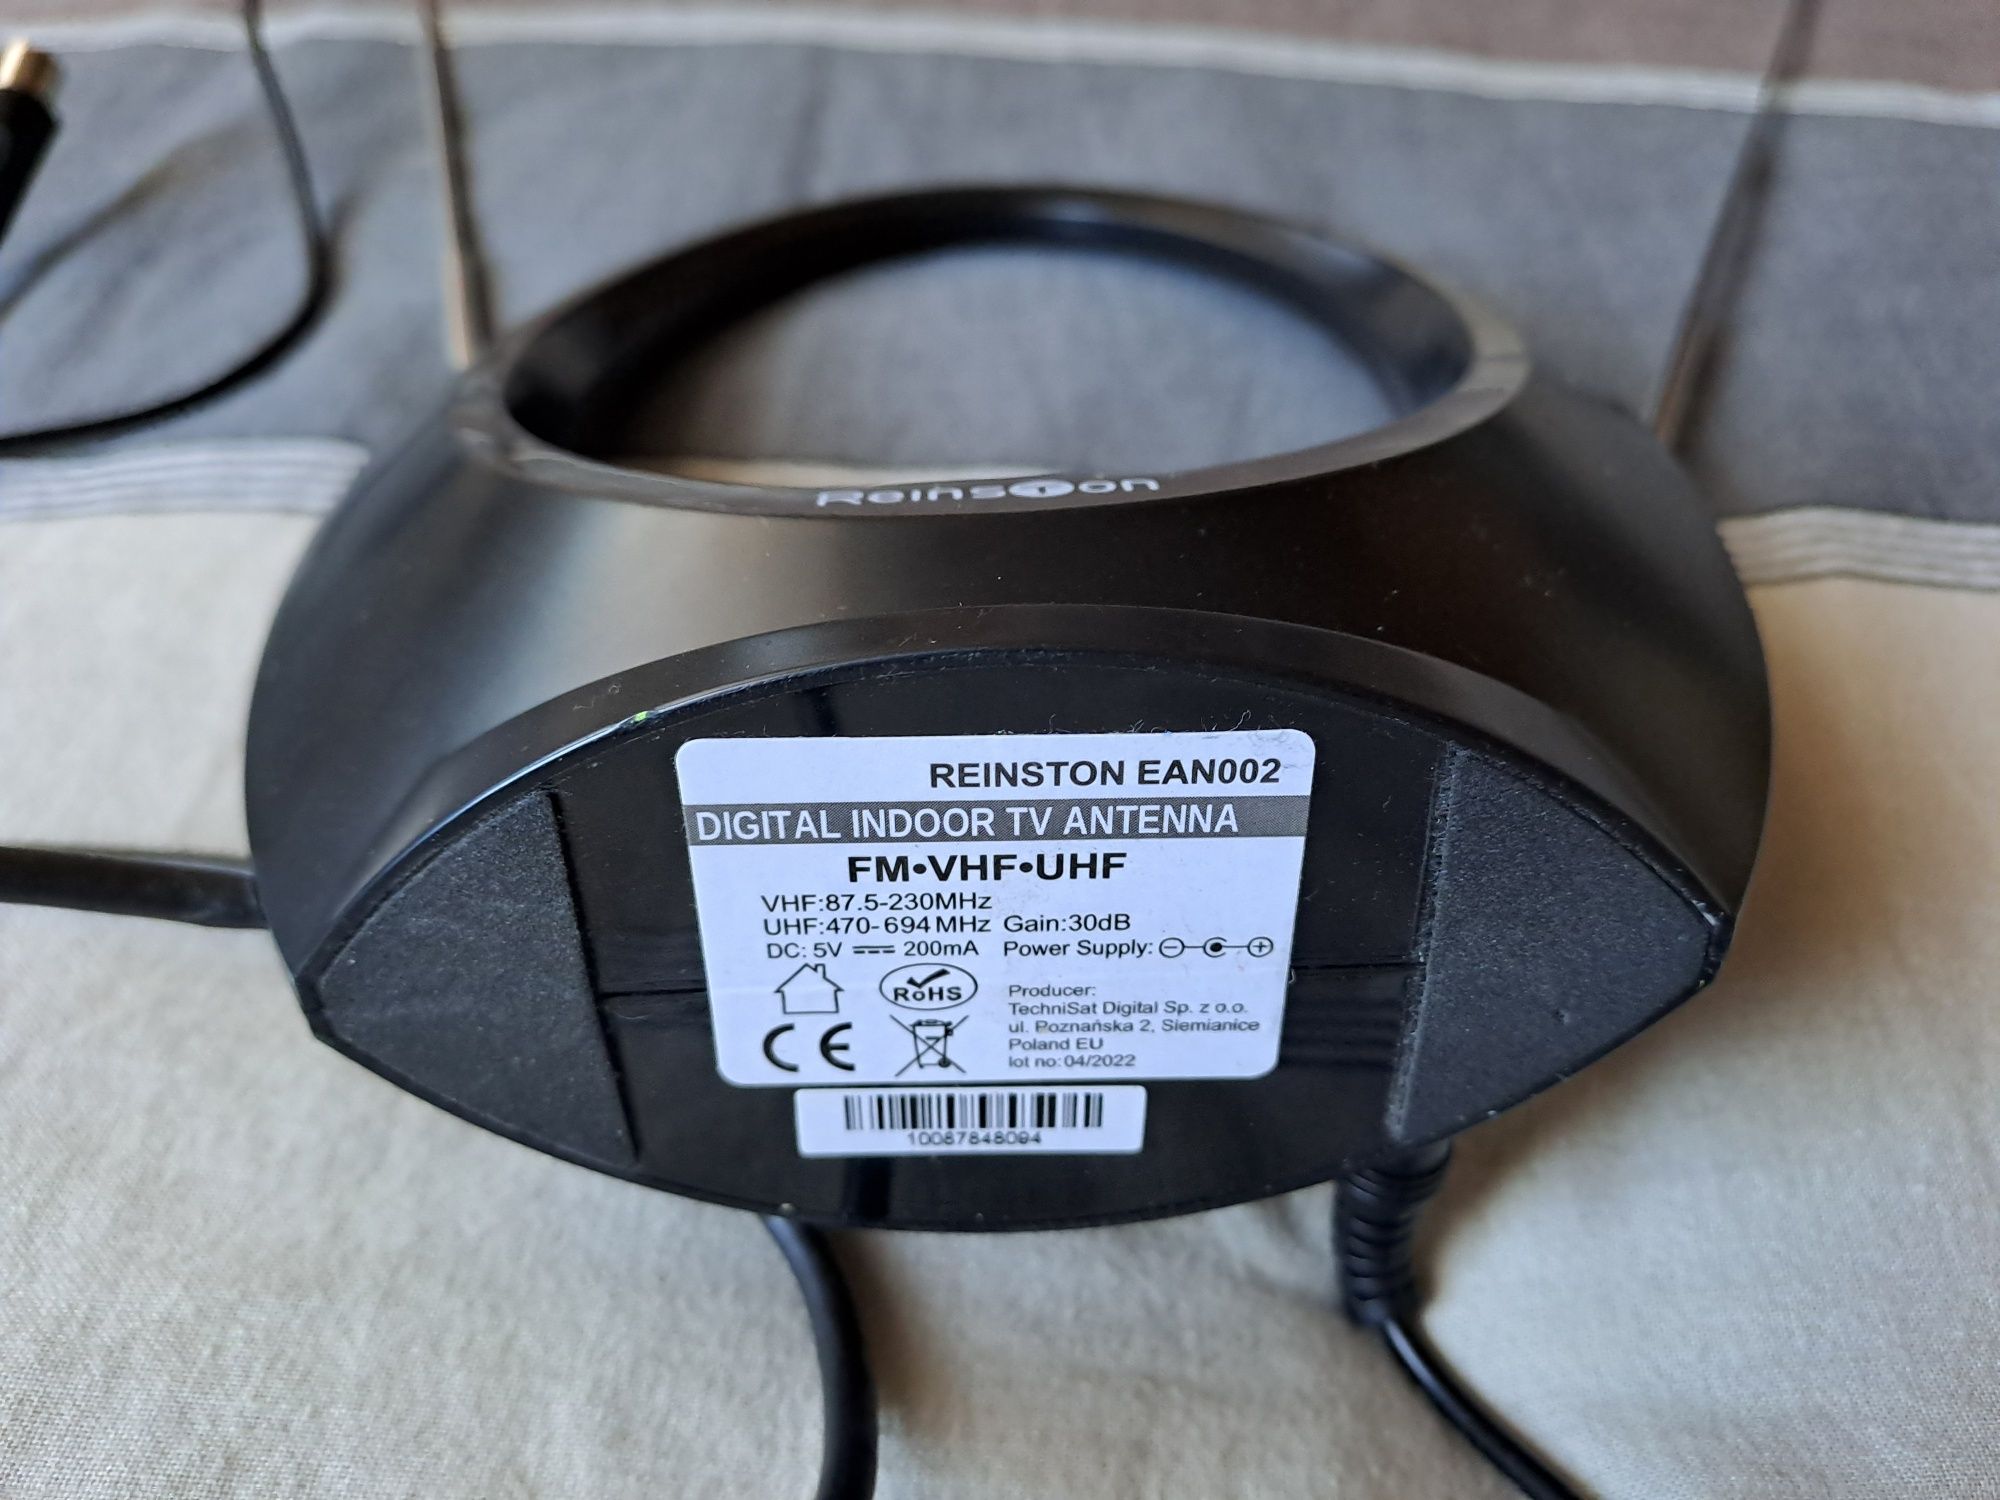 Reinston
REINSTON EAN002
DIGITAL INDOOR TV ANTENNA
FM•VHF•UHF
VHF:87.5-230MHz
UHF:470-694MHz Gain:30dB
DC: 5V ⎓ 200mA Power Supply:
RoHS
CE
Producer:
TechniSat Digital Sp. z o.o.
ul. Poznańska 2, Siemianice
Poland EU
lot no:04/2022
10087848094